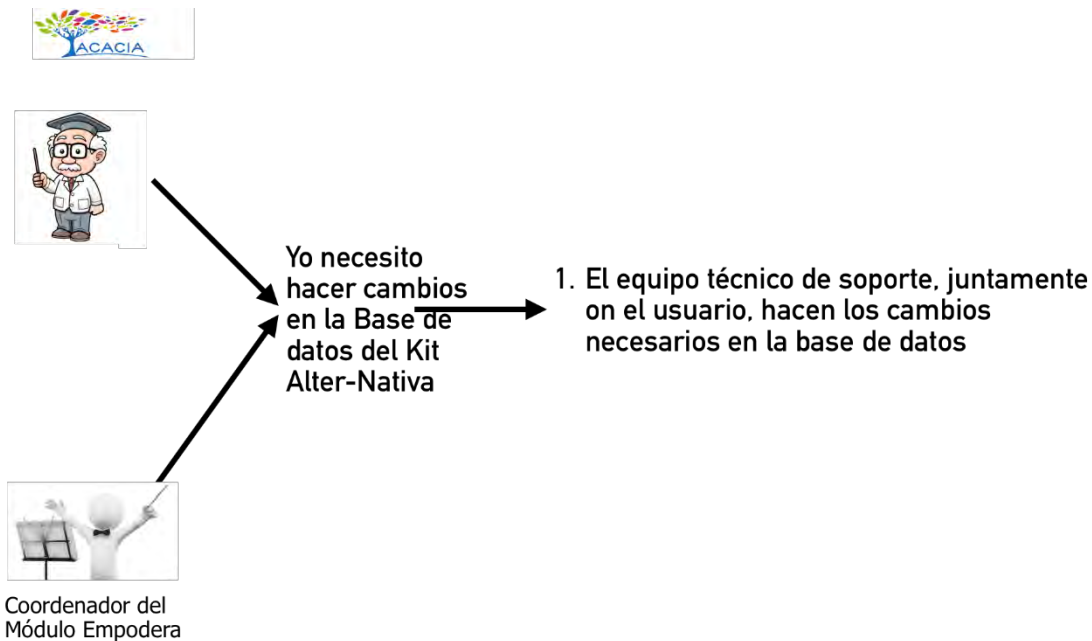 ACACIA
Yo necesito
hacer cambios
en la Base de
datos del Kit
Alter-Nativa
1. El equipo técnico de soporte, juntamente
on el usuario, hacen los cambios
necesarios en la base de datos
Coordenador del
Módulo Empodera